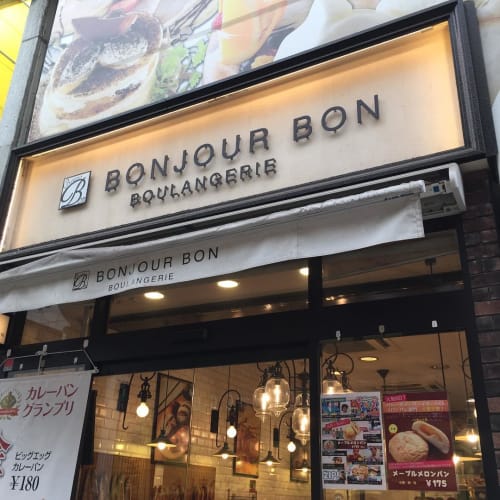 BONJOUR BON
BOULANGERIE
BONJOUR BON
BOULANGERIE
カレーパン
グランプリ
ビッグエッグ
カレーパン
¥180
メープルメロンパン
¥175